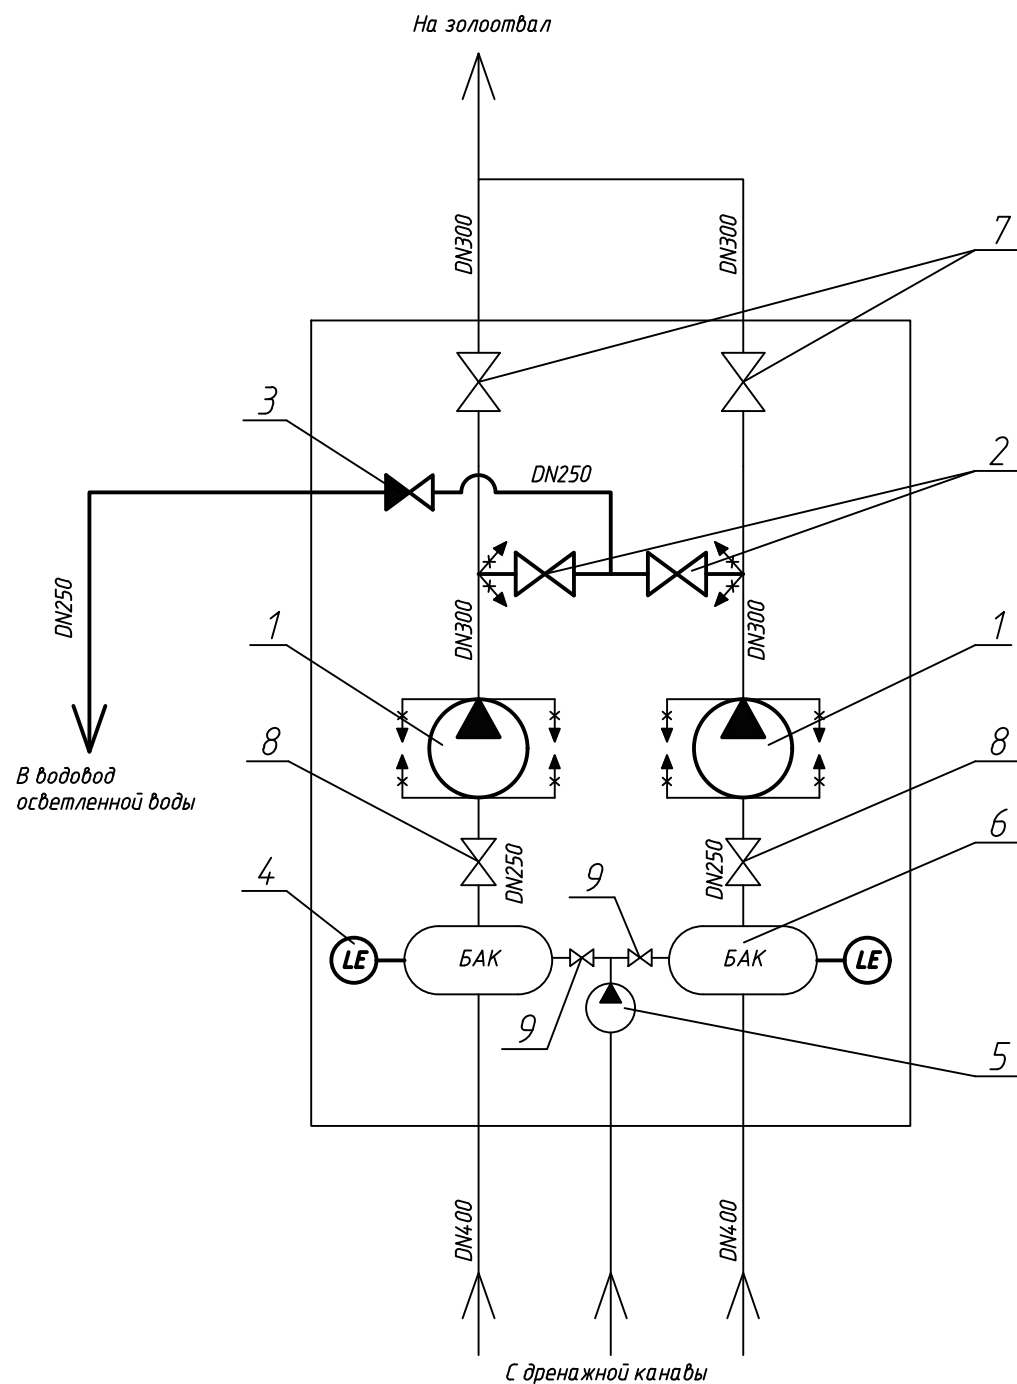 На золоотвал
DN300
DN300
7
3
DN250
2
DN250
1
DN300
DN300
1
8
8
В водовод
осветленной воды
6
DN250
DN250
4
9
LE
БАК
БАК
LE
9
5
DN400
DN400
С дренажной канавы